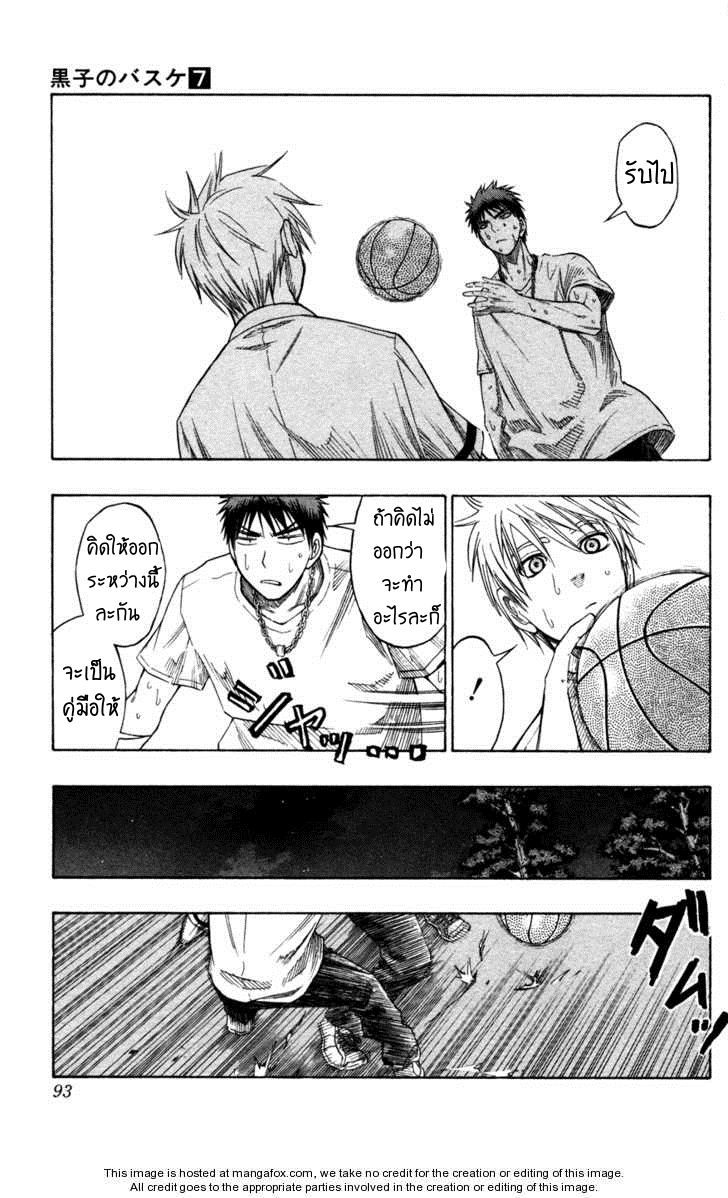 黒子のバスケ7
รับไป
!
ถ้าคิดไม่
ออกว่า
จะทำ
อะไรละก็
คิดให้ออก
ระหว่างนี้
ละกัน
จะเป็น
คู่มือให้
ミシャッ
ダムッ
93
This image is hosted at mangafox.com, we take no credit for the creation or editing of this image.
All credit goes to the appropriate parties involved in the creation or editing of this image.